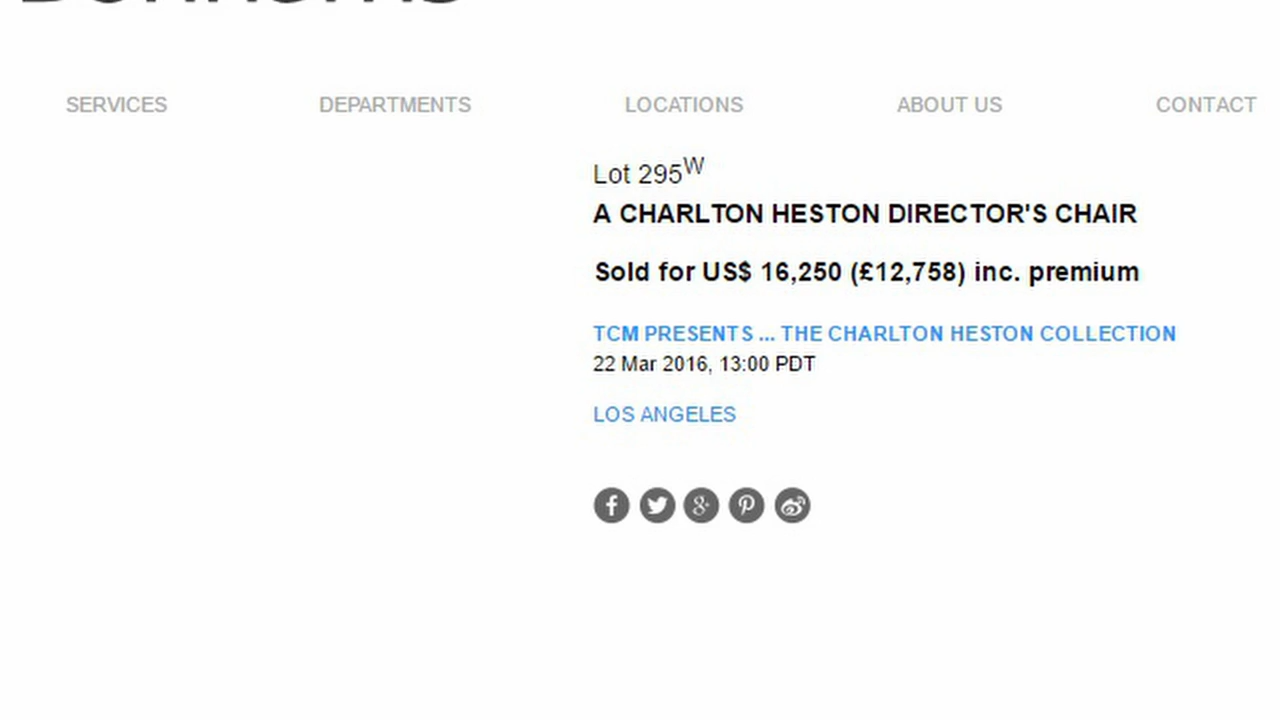 SERVICES DEPARTMENTS LOCATIONS ABOUT US CONTACT
Lot 295W
A CHARLTON HESTON DIRECTOR'S CHAIR
Sold for US$ 16,250 (£12,758) inc. premium
TCM PRESENTS ... THE CHARLTON HESTON COLLECTION
22 Mar 2016, 13:00 PDT
LOS ANGELES